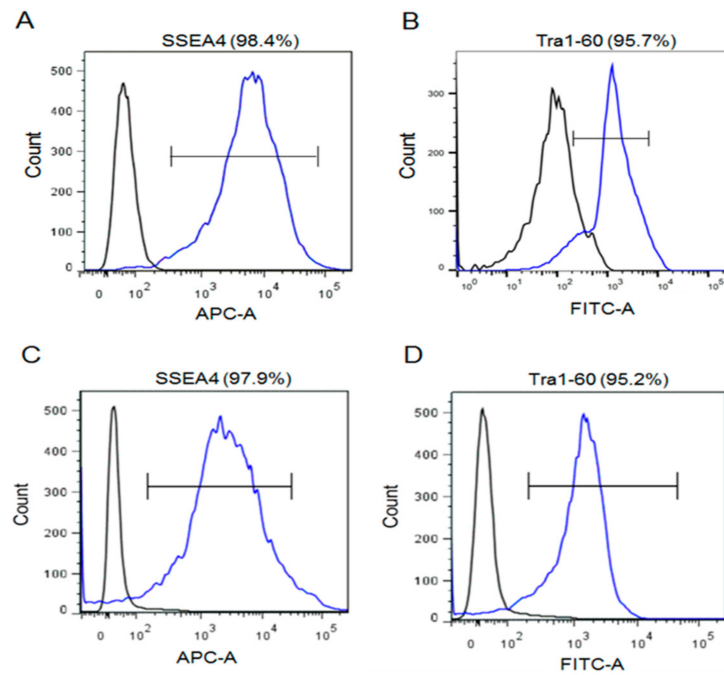 A
SSEA4 (98.4%)
500
400
300
200
100
0
Count
0 10² 10³ 10⁴ 10⁵
APC-A
B
Tra1-60 (95.7%)
300
200
100
0
Count
10⁰ 10¹ 10² 10³ 10⁴ 10⁵
FITC-A
C
SSEA4 (97.9%)
500
400
300
200
100
0
Count
0 10² 10³ 10⁴ 10⁵
APC-A
D
Tra1-60 (95.2%)
500
400
300
200
100
0
Count
0 10² 10³ 10⁴ 10⁵
FITC-A